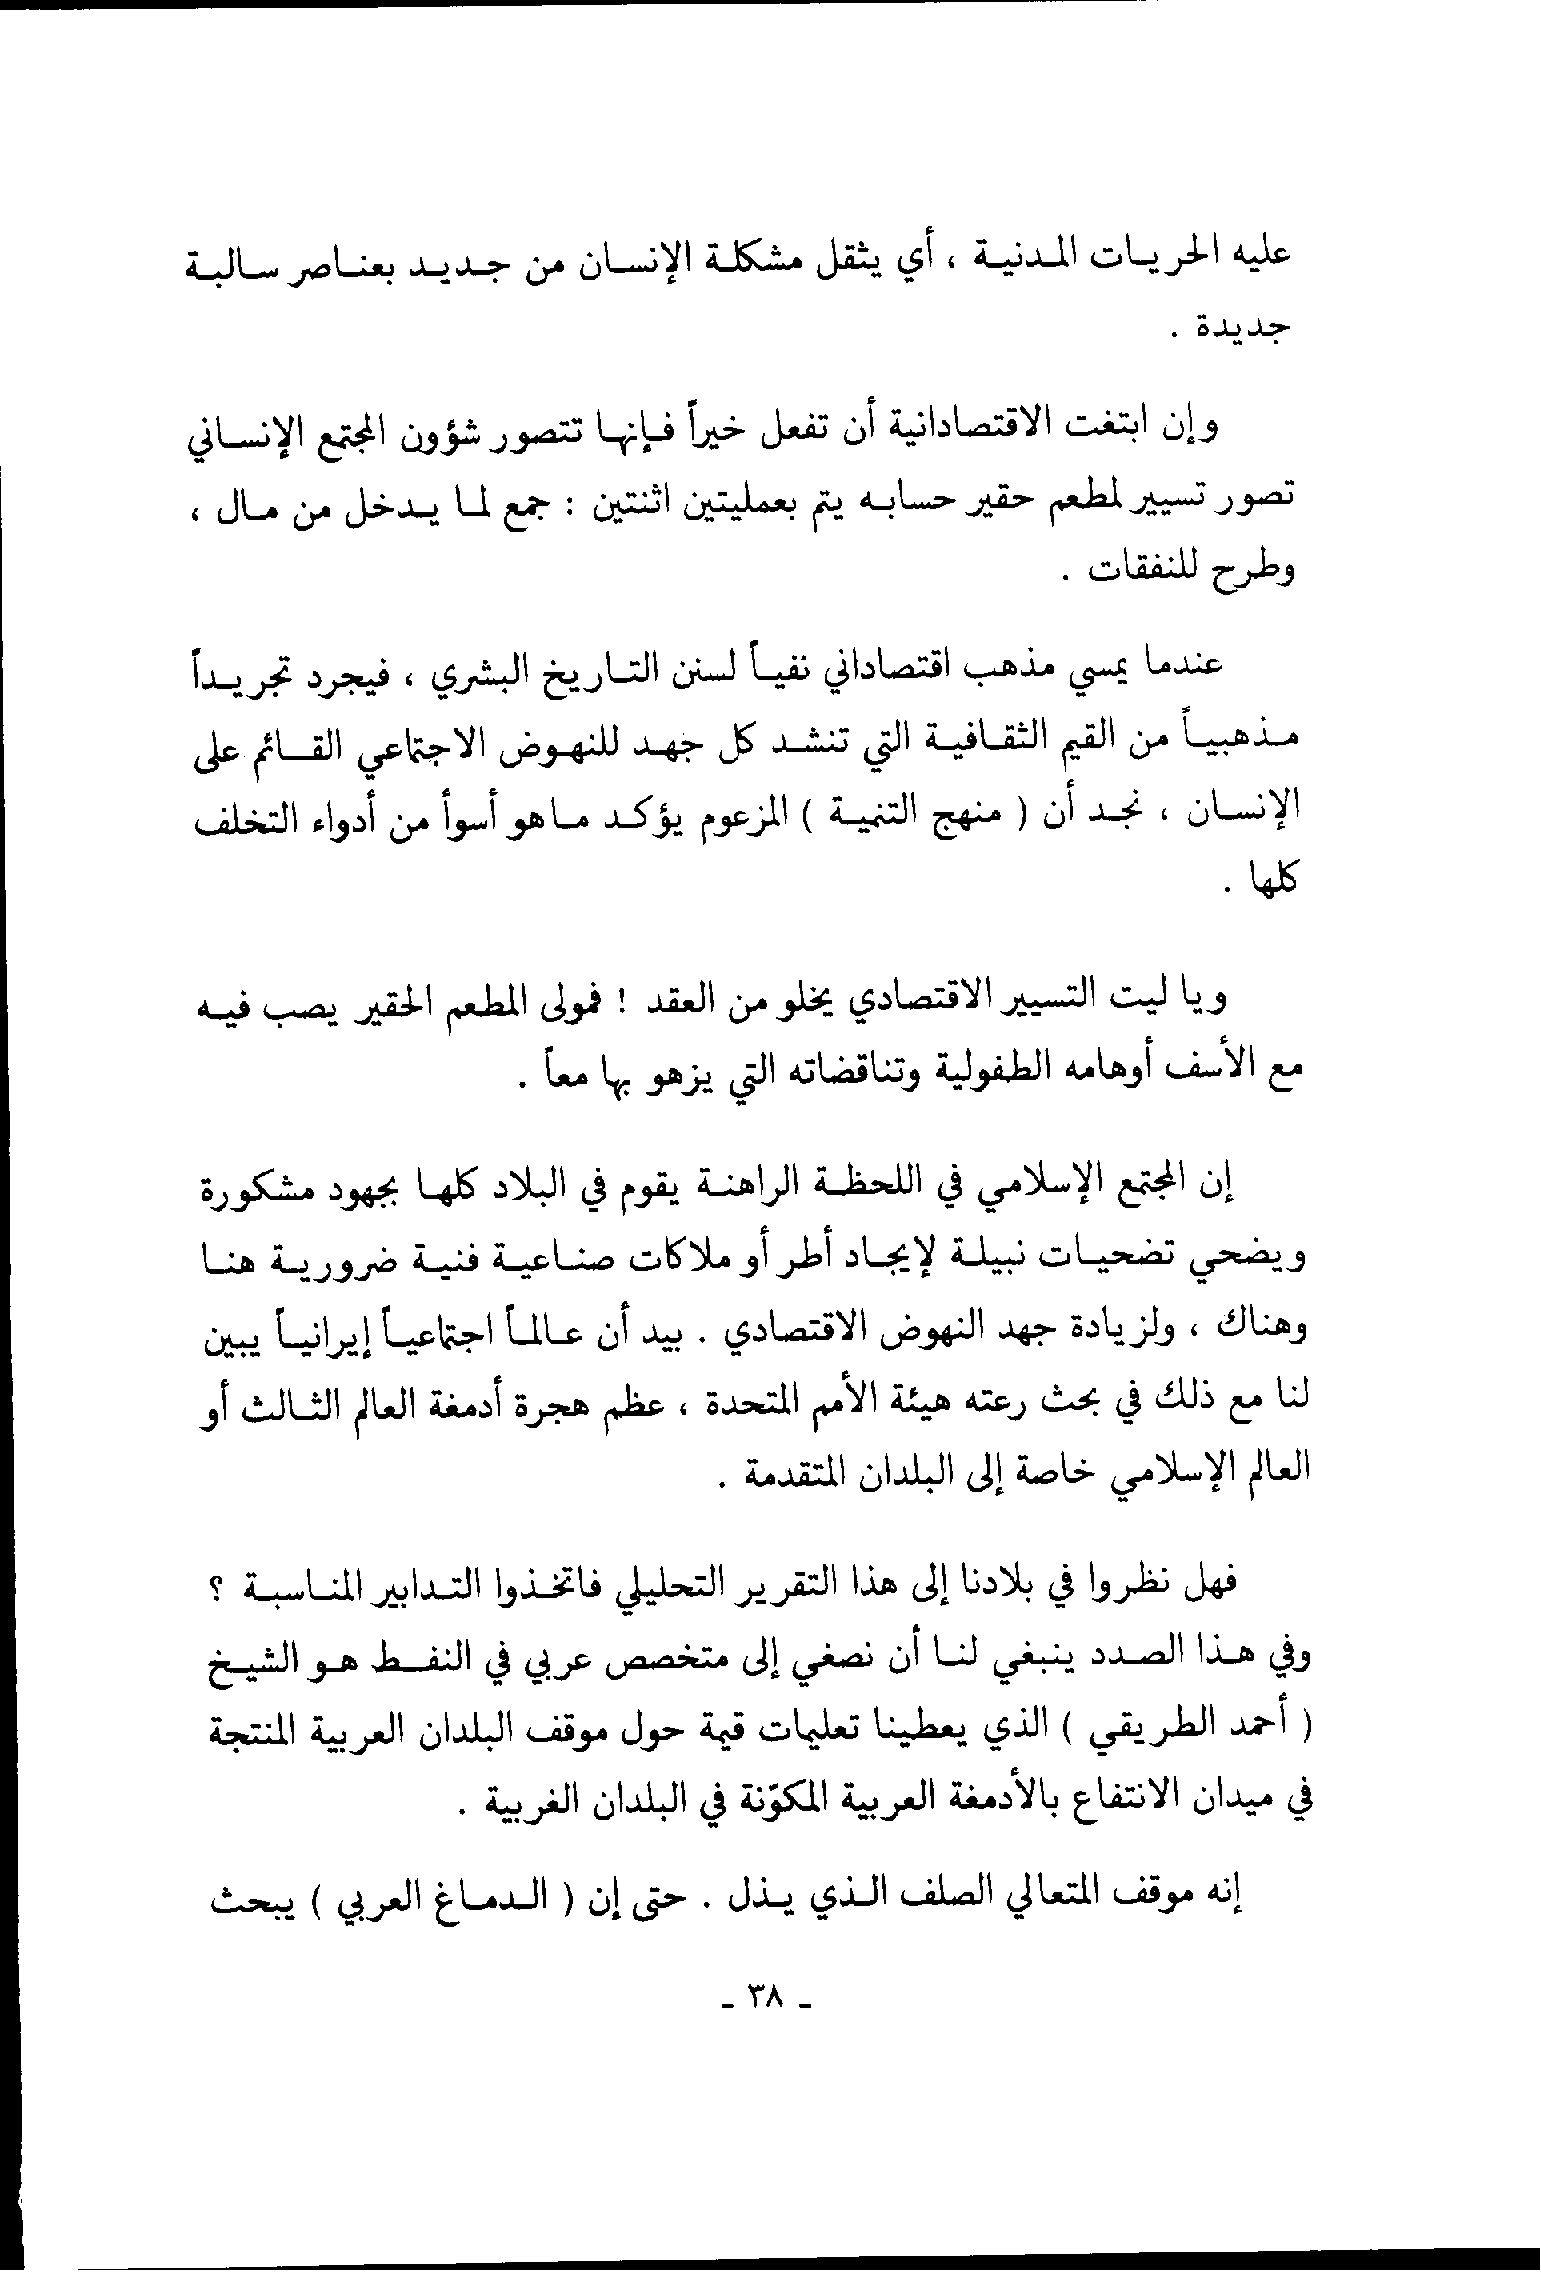 عليه الحريات المدنية ، أي يثقل مشكلة الإنسان من جديد بعناصر سالبة
جديدة .
وإن ابتغت الاقتصادانية أن تفعل خيراً فإنها تتصور شؤون المجتمع الإنساني
تصور تسيير لمطعم حقير حسابه يتم بعمليتين اثنتين : جمع لما يدخل من مال ،
وطرح للنفقات .
عندما يمسي مذهب اقتصاداني نفياً لسنن التاريخ البشري ، فيجرد تجريداً
مذهبياً من القيم الثقافية التي تنشد كل جهد للنهوض الاجتماعي القائم على
الإنسان ، نجد أن ( منهج التنمية ) المزعوم يؤكد ماهو أسوأ من أدواء التخلف
كلها .
ويا ليت التسيير الاقتصادي يخلو من العقد ! فمولى المطعم الحقير يصب فيه
مع الأسف أوهامه الطفولية وتناقضاته التي يزهو بها معاً .
إن المجتمع الإسلامي في اللحظة الراهنة يقوم في البلاد كلها بجهود مشكورة
ويضحي تضحيات نبيلة لإيجاد أطر أو ملاكات صناعية فنية ضرورية هنا
وهناك ، ولزيادة جهد النهوض الاقتصادي . بيد أن عالماً اجتماعياً إيرانياً يبين
لنا مع ذلك في بحث رعته هيئة الأمم المتحدة ، عظم هجرة أدمغة العالم الثالث أو
العالم الإسلامي خاصة إلى البلدان المتقدمة .
فهل نظروا في بلادنا إلى هذا التقرير التحليلي فاتخذوا التدابير المناسبة ؟
وفي هذا الصدد ينبغي لنا أن نصغي إلى متخصص عربي في النفط هو الشيخ
( أحمد الطريقي ) الذي يعطينا تعليمات قيمة حول موقف البلدان العربية المنتجة
في ميدان الانتفاع بالأدمغة العربية المكوّنة في البلدان الغربية .
إنه موقف المتعالي الصلف الذي يذل . حتى إن ( الدماغ العربي ) يبحث
ـ ٣٨ ـ